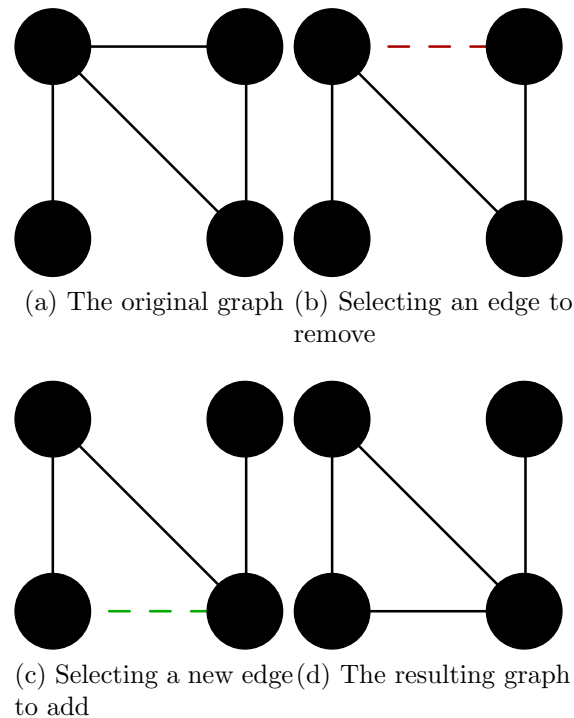 (a) The original graph
(b) Selecting an edge to
remove
(c) Selecting a new edge
to add
(d) The resulting graph